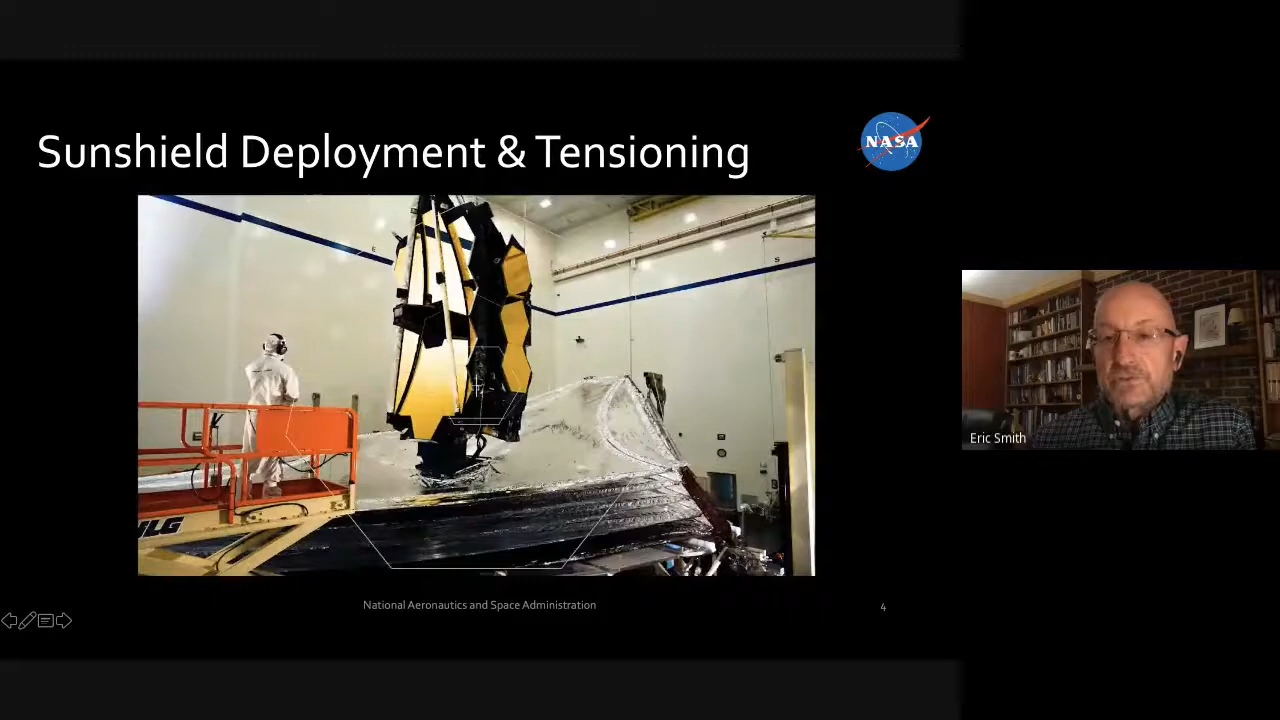 Sunshield Deployment & Tensioning
NASA
E
S
JLG
National Aeronautics and Space Administration
4
Eric Smith